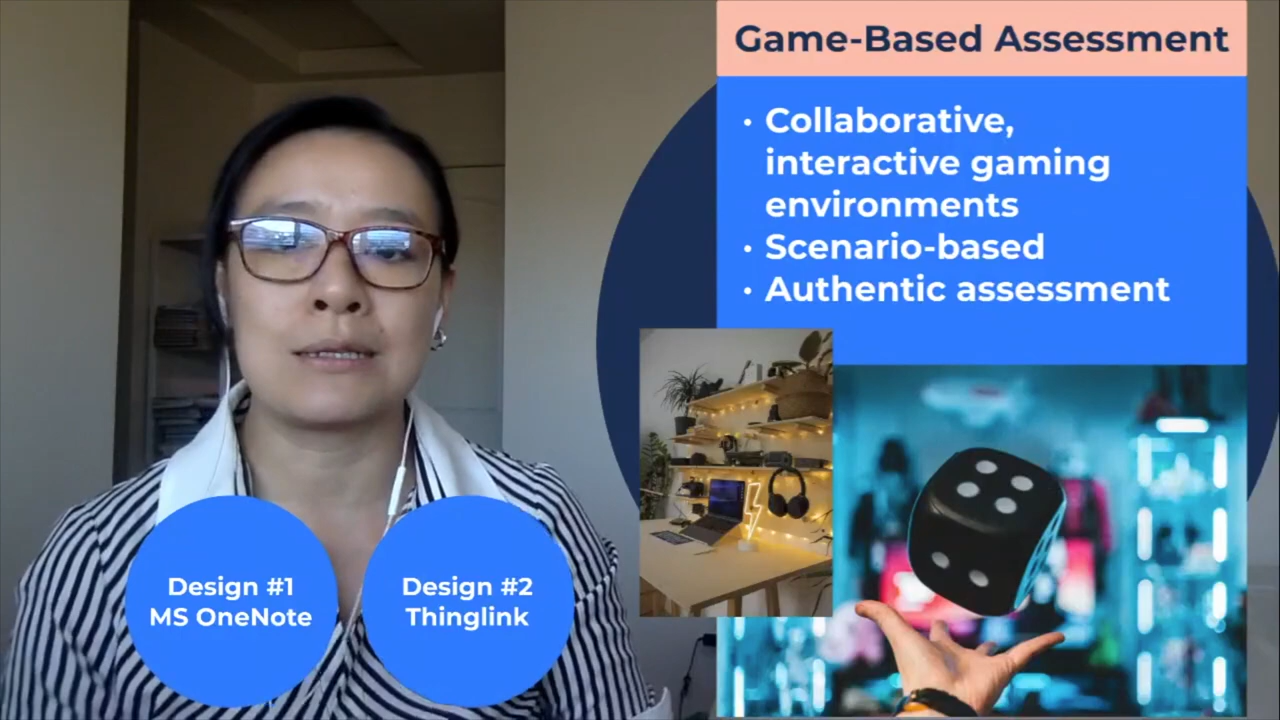 Game-Based Assessment
• Collaborative,
interactive gaming
environments
• Scenario-based
• Authentic assessment
Design #1
MS OneNote
Design #2
Thinglink